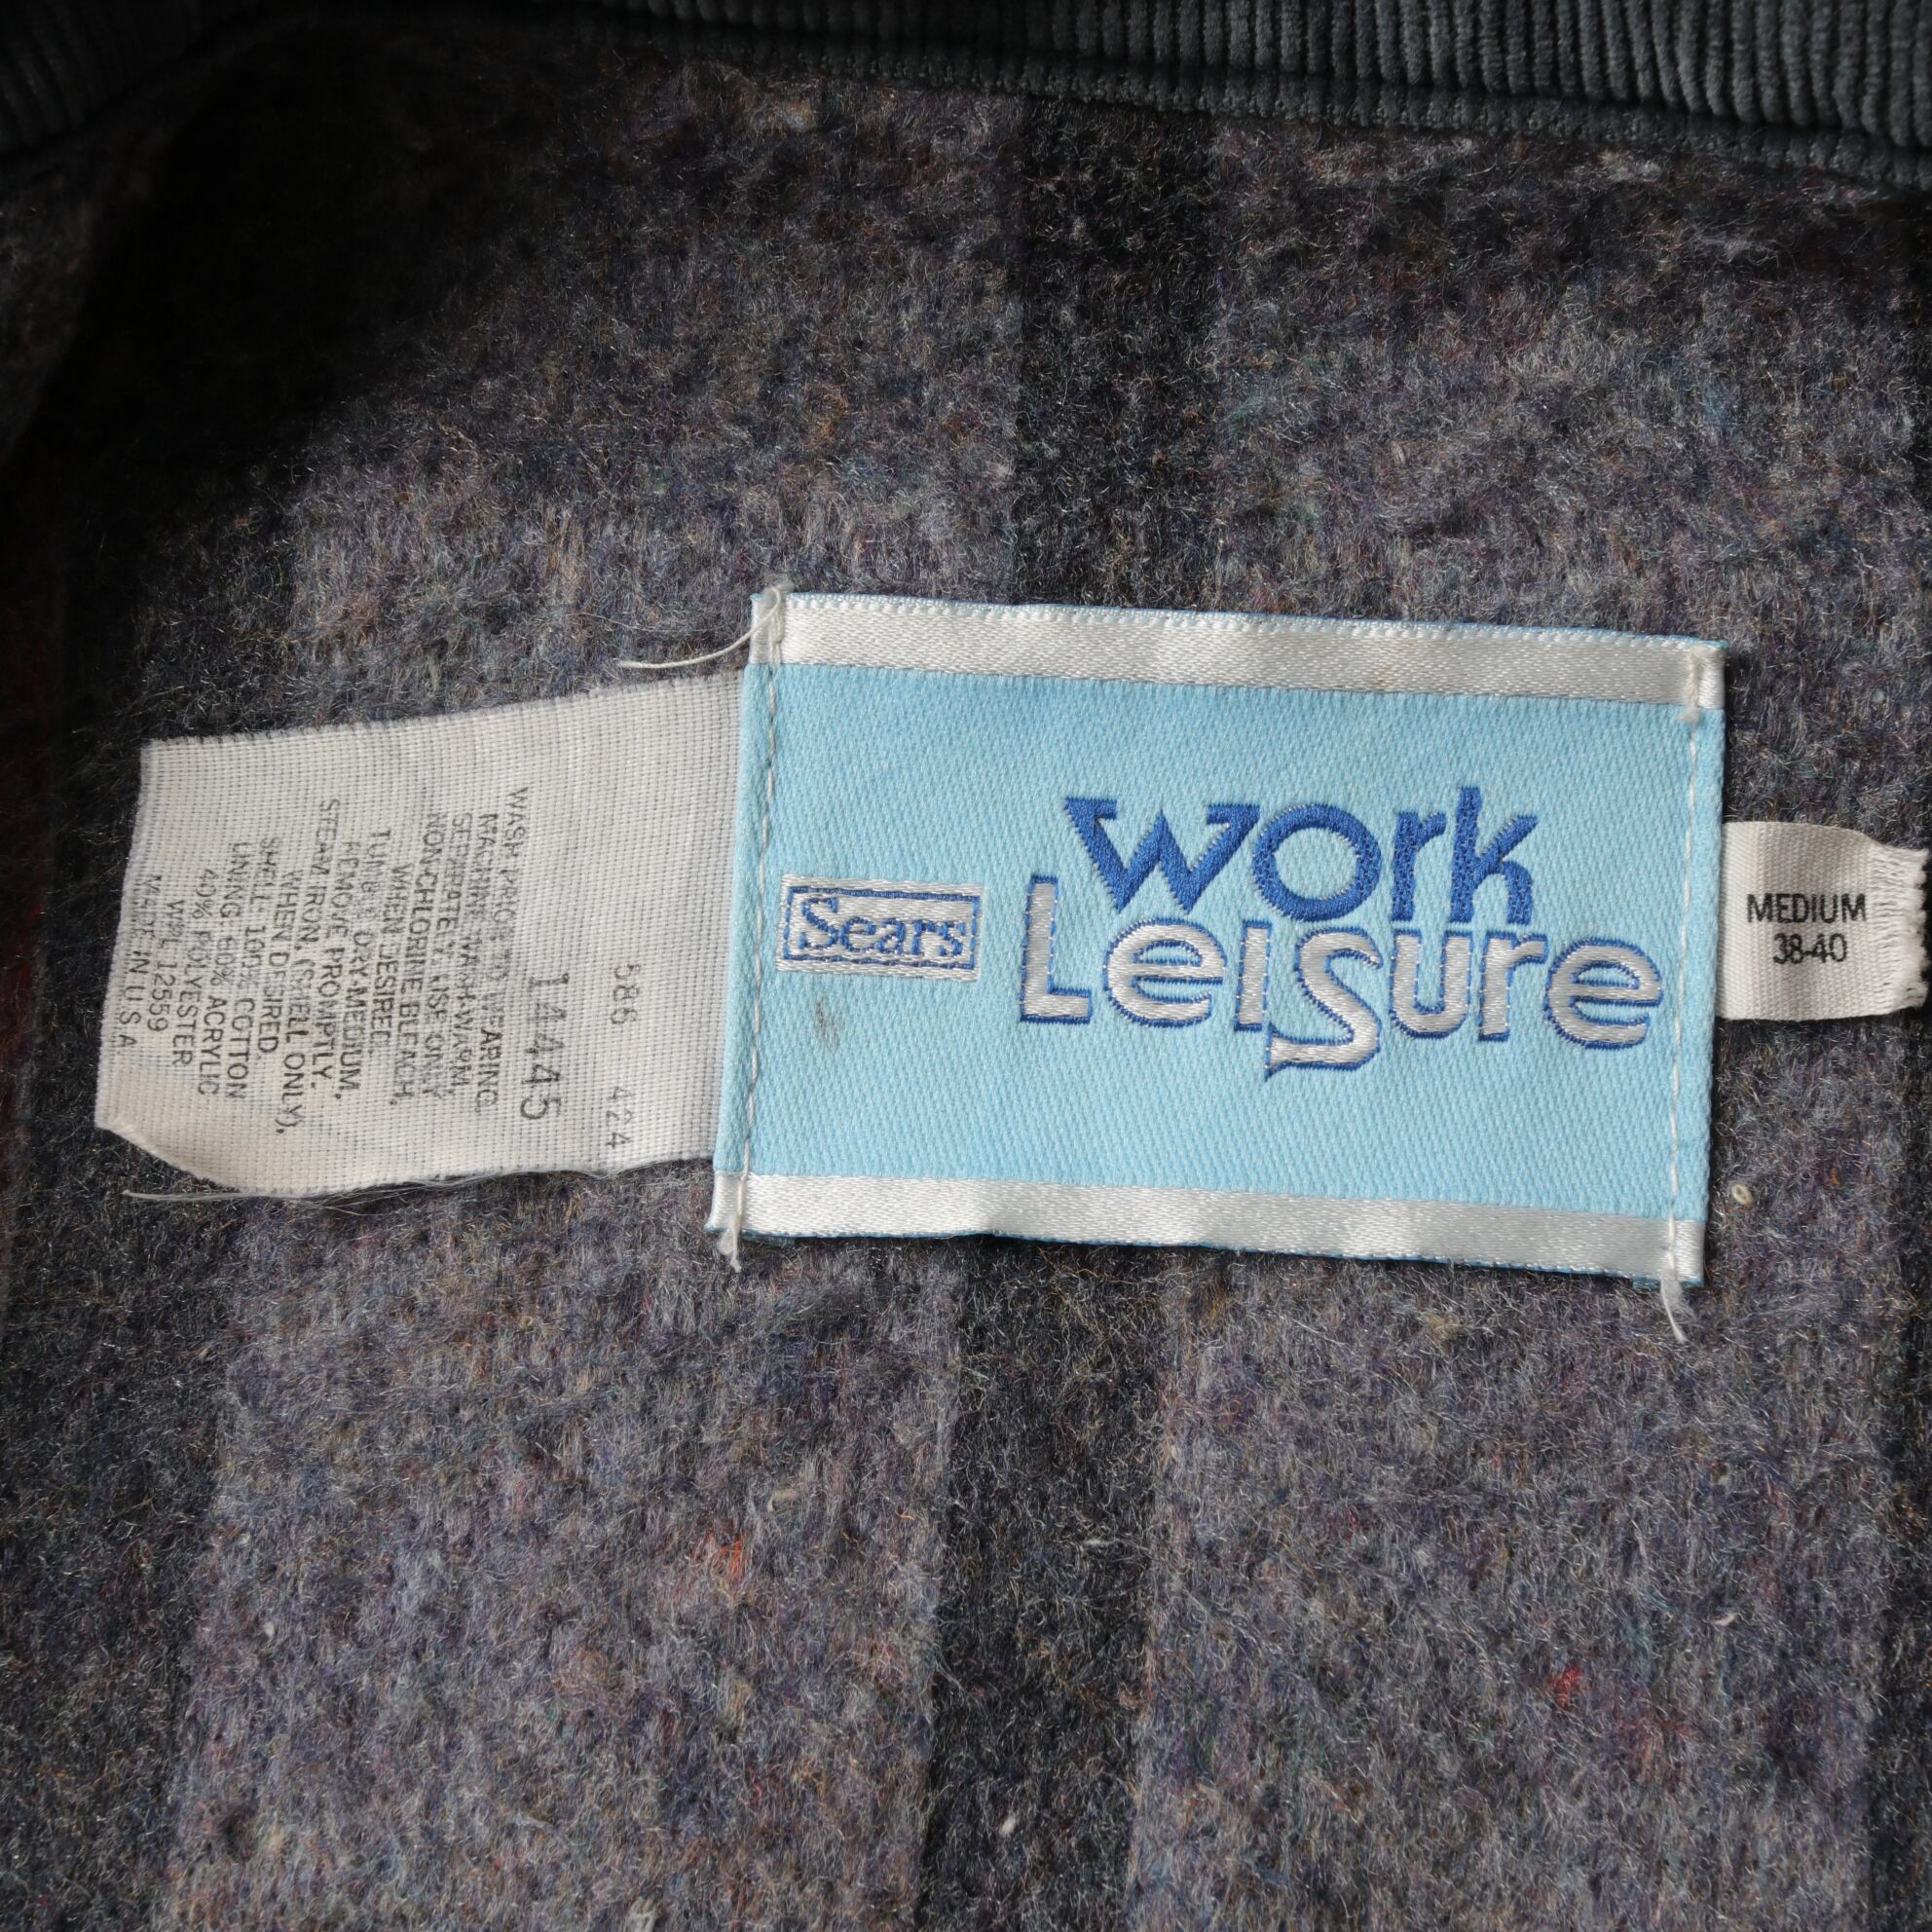 586 424
14445
WASH PRIOR TO WEARING.
MACHINE WASH-WARM,
SEPARATELY. USE ONLY
NON-CHLORINE BLEACH,
WHEN DESIRED.
TUMBLE DRY-MEDIUM,
REMOVE PROMPTLY.
STEAM IRON, (SHELL ONLY),
WHEN DESIRED.
SHELL: 100% COTTON
LINING: 60% ACRYLIC
40% POLYESTER
WPL 12559
MADE IN U.S.A.
Sears
work
Leisure
MEDIUM
38-40